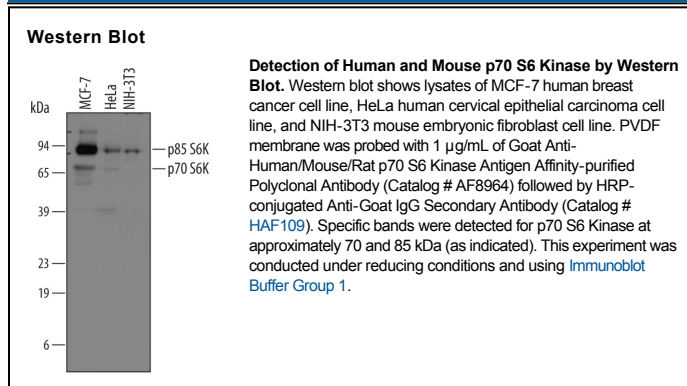 Western Blot
kDa
MCF-7
HeLa
NIH-3T3
94
65
39
23
19
6
p85 S6K
p70 S6K
Detection of Human and Mouse p70 S6 Kinase by Western
Blot. Western blot shows lysates of MCF-7 human breast
cancer cell line, HeLa human cervical epithelial carcinoma cell
line, and NIH-3T3 mouse embryonic fibroblast cell line. PVDF
membrane was probed with 1 µg/mL of Goat Anti-
Human/Mouse/Rat p70 S6 Kinase Antigen Affinity-purified
Polyclonal Antibody (Catalog # AF8964) followed by HRP-
conjugated Anti-Goat IgG Secondary Antibody (Catalog #
HAF109). Specific bands were detected for p70 S6 Kinase at
approximately 70 and 85 kDa (as indicated). This experiment was
conducted under reducing conditions and using Immunoblot
Buffer Group 1.